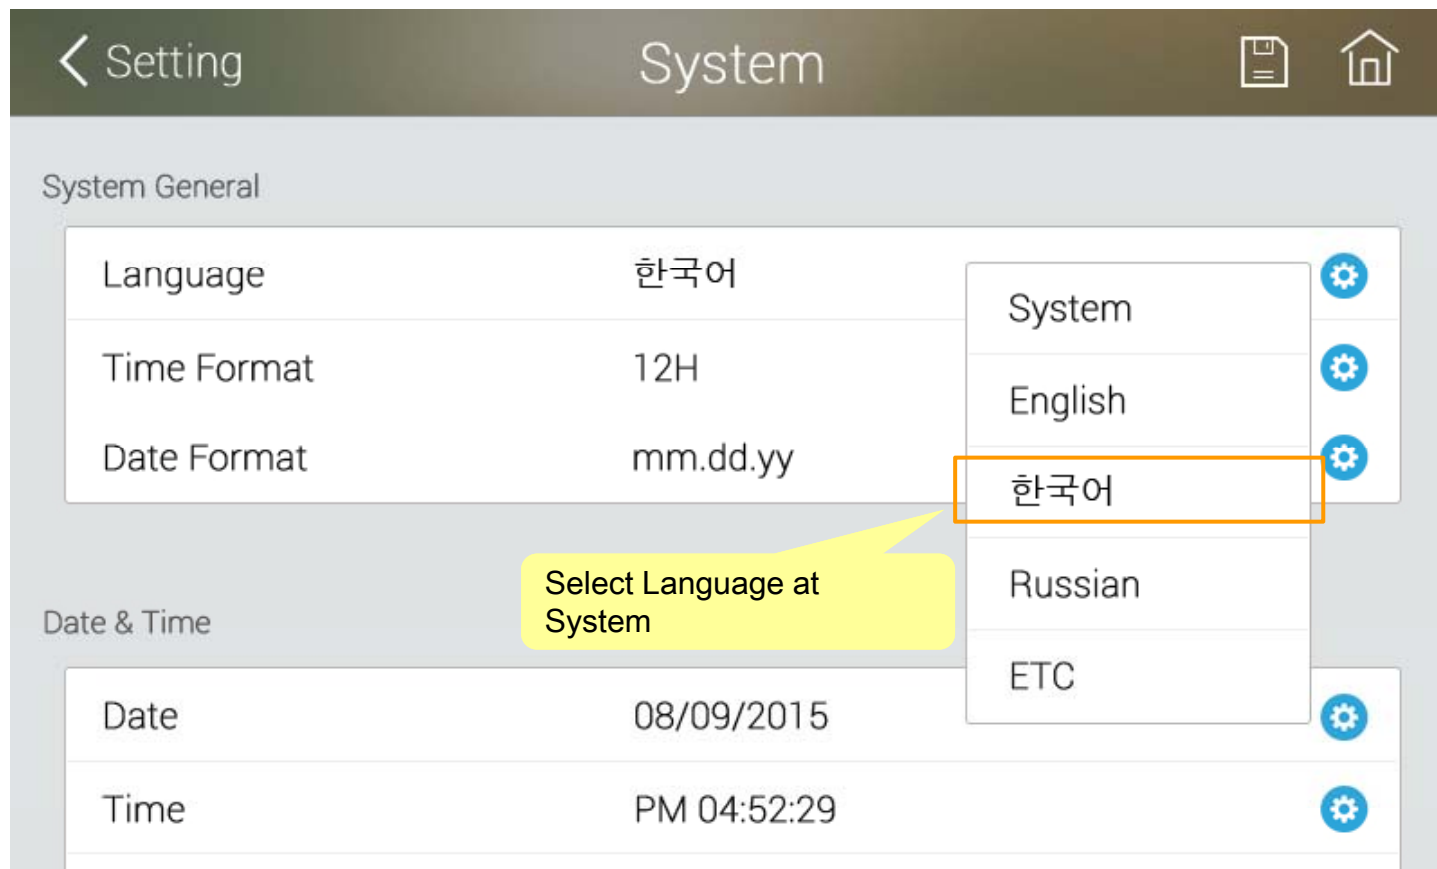 Setting
System
System General
Language
한국어
Time Format
12H
Date Format
mm.dd.yy
System
English
한국어
Russian
ETC
Select Language at
System
Date & Time
Date
08/09/2015
Time
PM 04:52:29